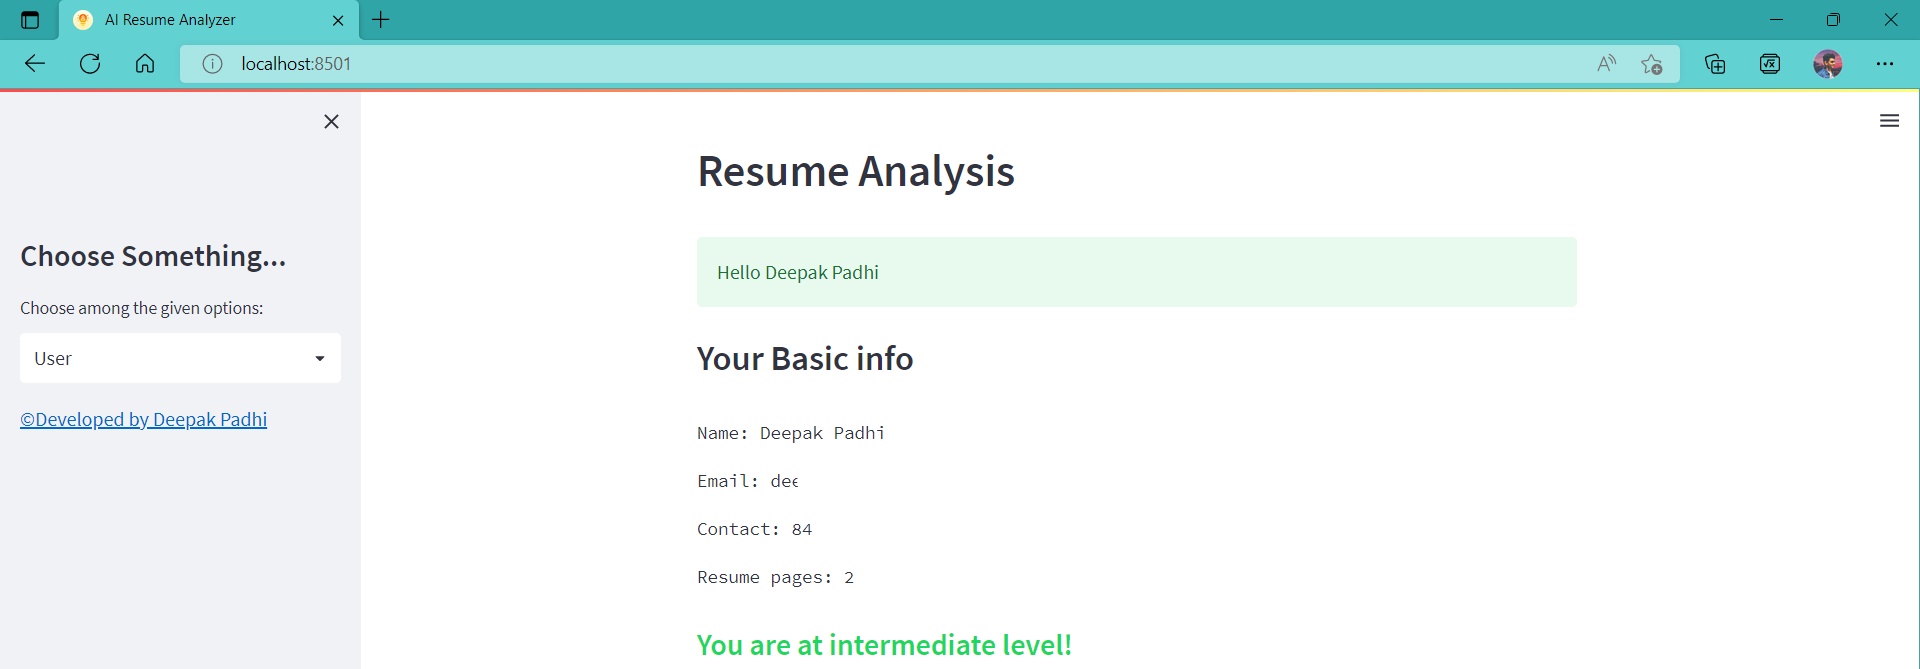 AI Resume Analyzer
localhost:8501
Choose Something...
Choose among the given options:
User
©Developed by Deepak Padhi
Resume Analysis
Hello Deepak Padhi
Your Basic info
Name: Deepak Padhi
Email: dee
Contact: 84
Resume pages: 2
You are at intermediate level!